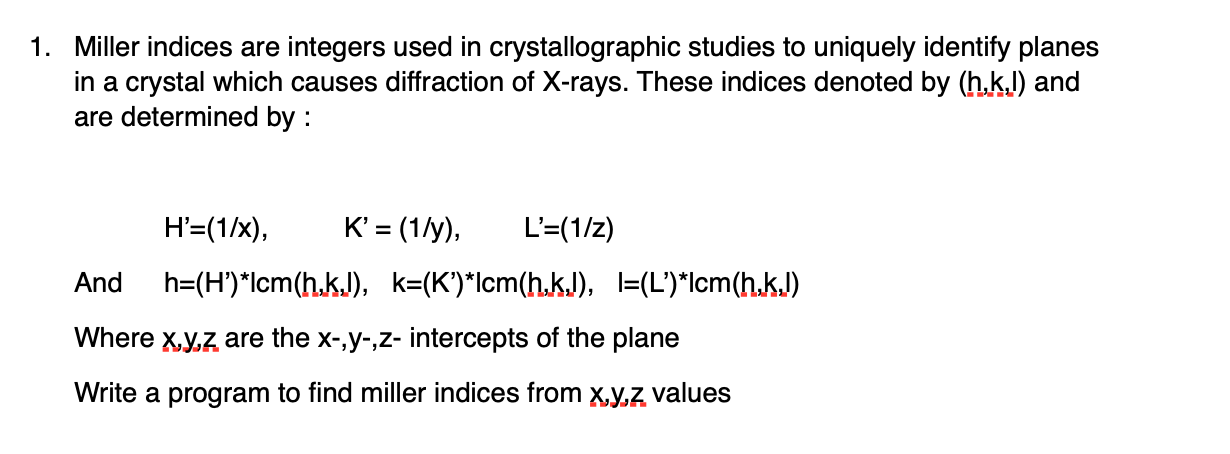 1. Miller indices are integers used in crystallographic studies to uniquely identify planes
in a crystal which causes diffraction of X-rays. These indices denoted by (h,k,l) and
are determined by :
H’=(1/x), K’ = (1/y), L’=(1/z)
And h=(H’)*lcm(h,k,l), k=(K’)*lcm(h,k,l), l=(L’)*lcm(h,k,l)
Where x,y,z are the x-,y-,z- intercepts of the plane
Write a program to find miller indices from x,y,z values